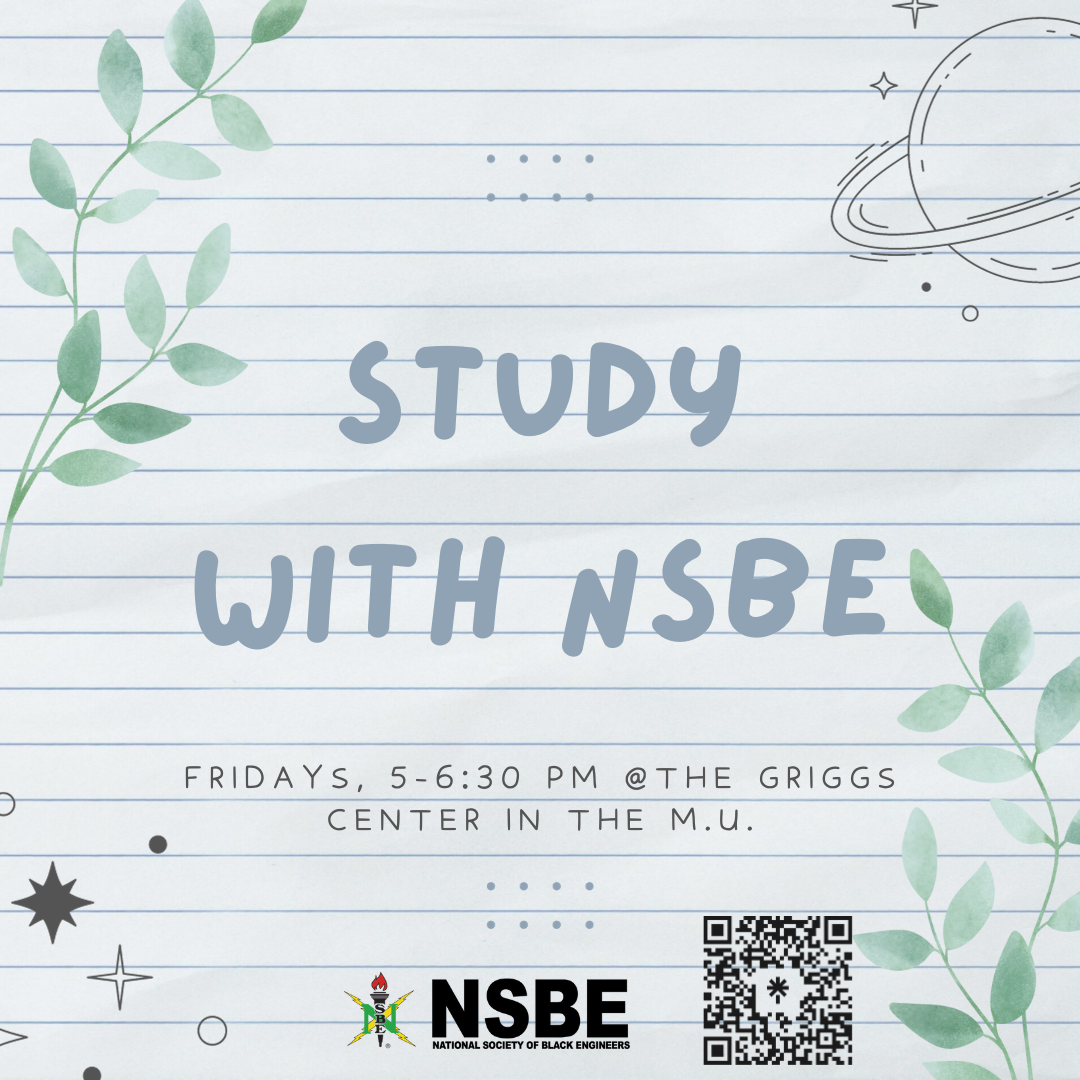 STUDY
WITH NSBE
FRIDAYS, 5-6:30 PM @THE GRIGGS
CENTER IN THE M.U.
NSBE
NSBE
NATIONAL SOCIETY OF BLACK ENGINEERS